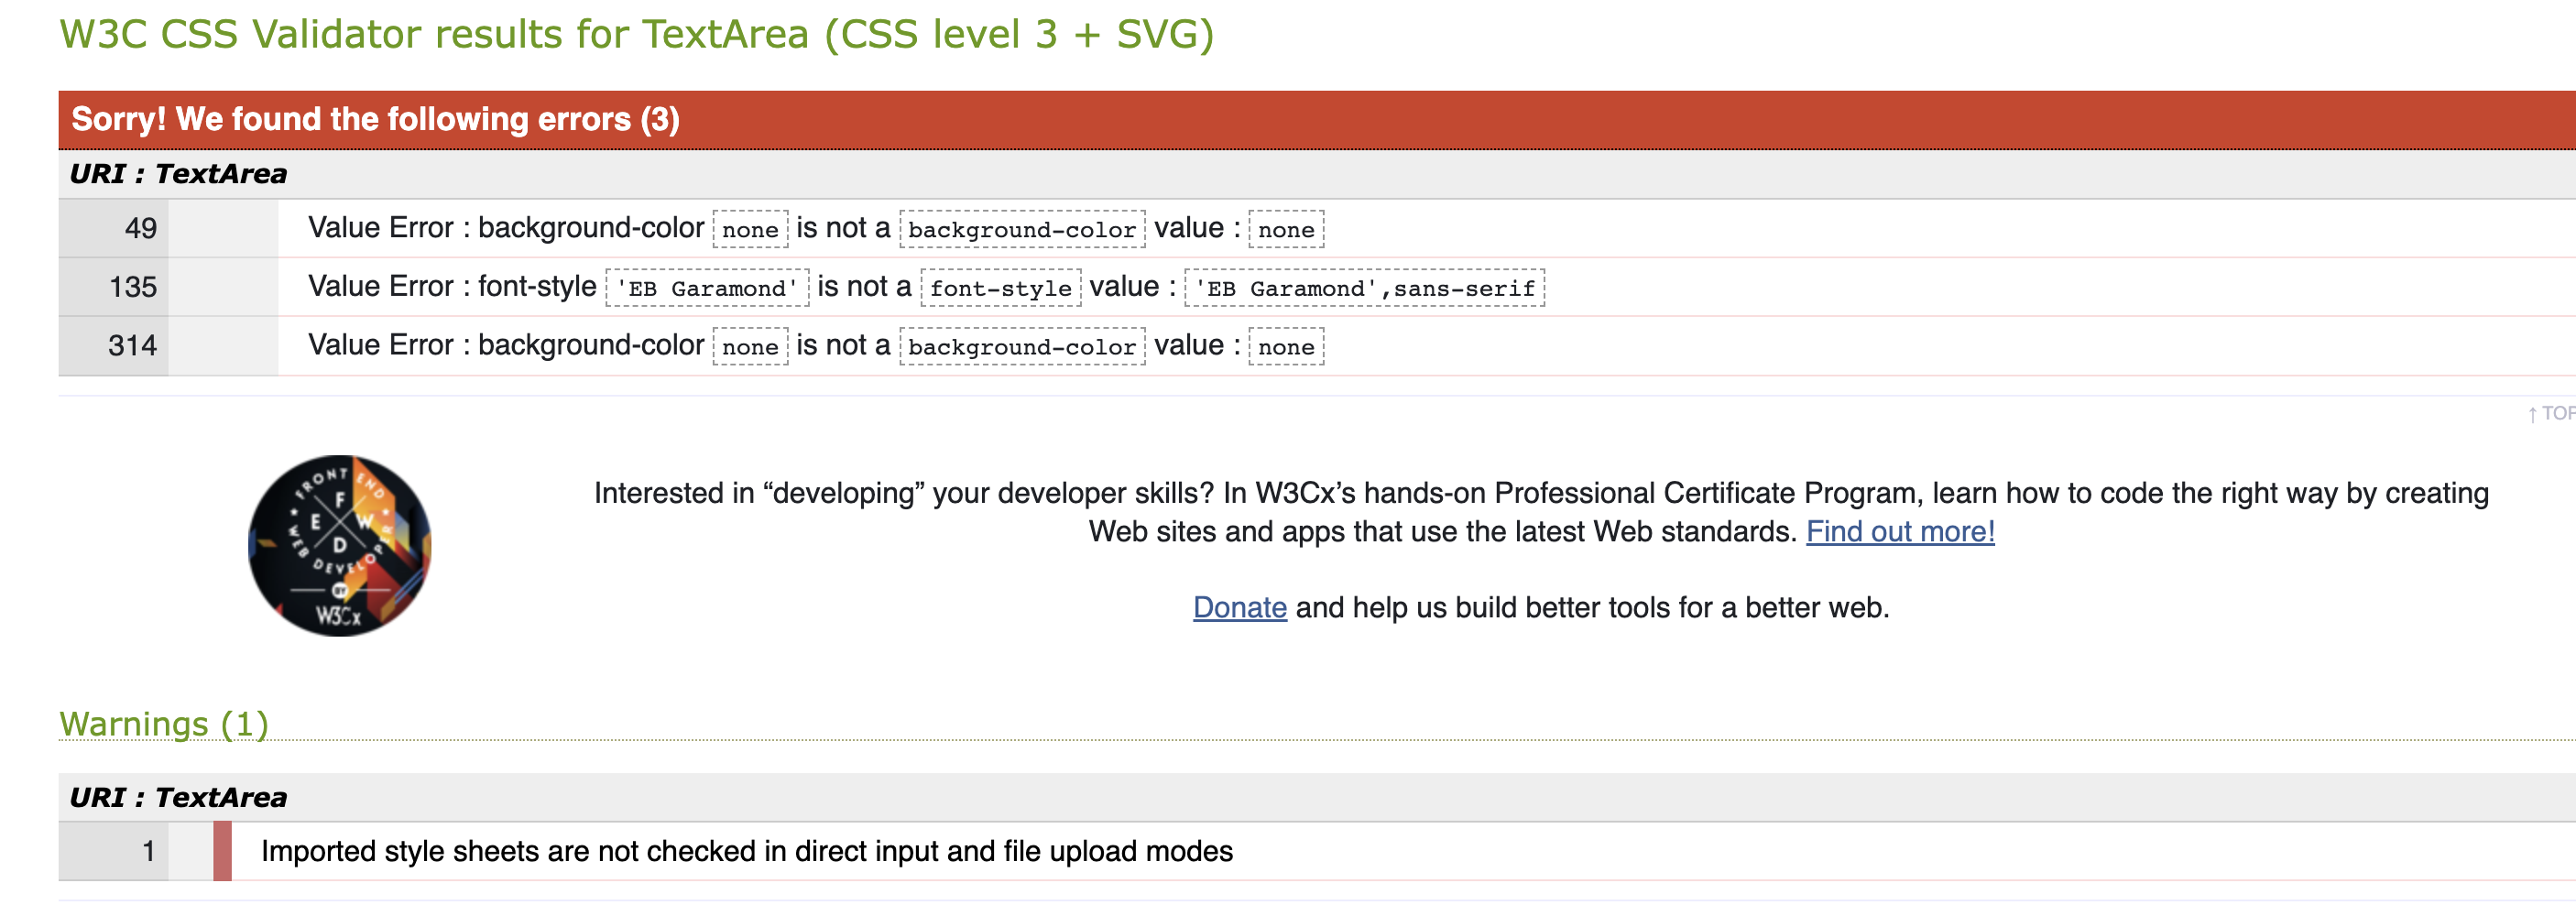 W3C CSS Validator results for TextArea (CSS level 3 + SVG)
Sorry! We found the following errors (3)
URI : TextArea
49 Value Error : background-color none is not a background-color value : none
135 Value Error : font-style 'EB Garamond' is not a font-style value : 'EB Garamond',sans-serif
314 Value Error : background-color none is not a background-color value : none
↑ TOP
FRONT END
F
E W
D
WEB DEVELOPER
BY
W3Cx
Interested in “developing” your developer skills? In W3Cx’s hands-on Professional Certificate Program, learn how to code the right way by creating
Web sites and apps that use the latest Web standards. Find out more!
Donate and help us build better tools for a better web.
Warnings (1)
URI : TextArea
1 Imported style sheets are not checked in direct input and file upload modes